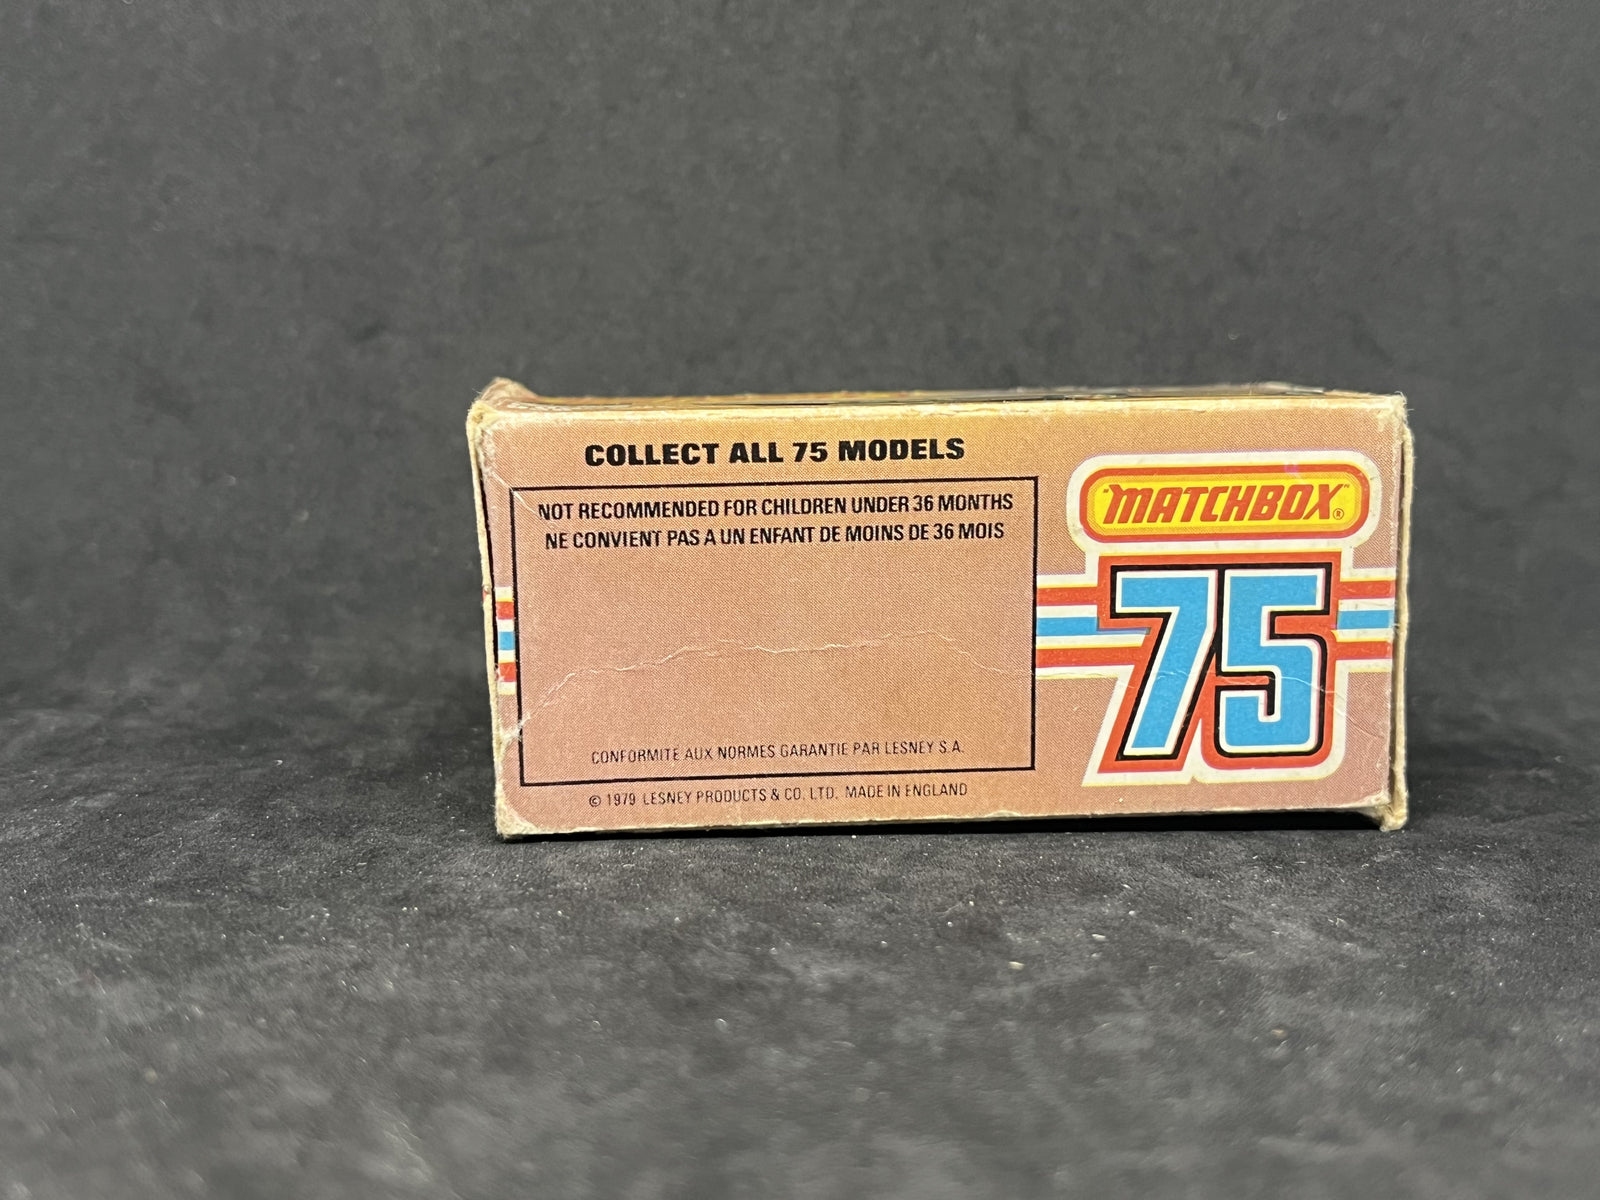 COLLECT ALL 75 MODELS
NOT RECOMMENDED FOR CHILDREN UNDER 36 MONTHS
NE CONVIENT PAS A UN ENFANT DE MOINS DE 36 MOIS
CONFORMITE AUX NORMES GARANTIE PAR LESNEY S.A.
© 1979 LESNEY PRODUCTS & CO. LTD. MADE IN ENGLAND
"MATCHBOX"®
75